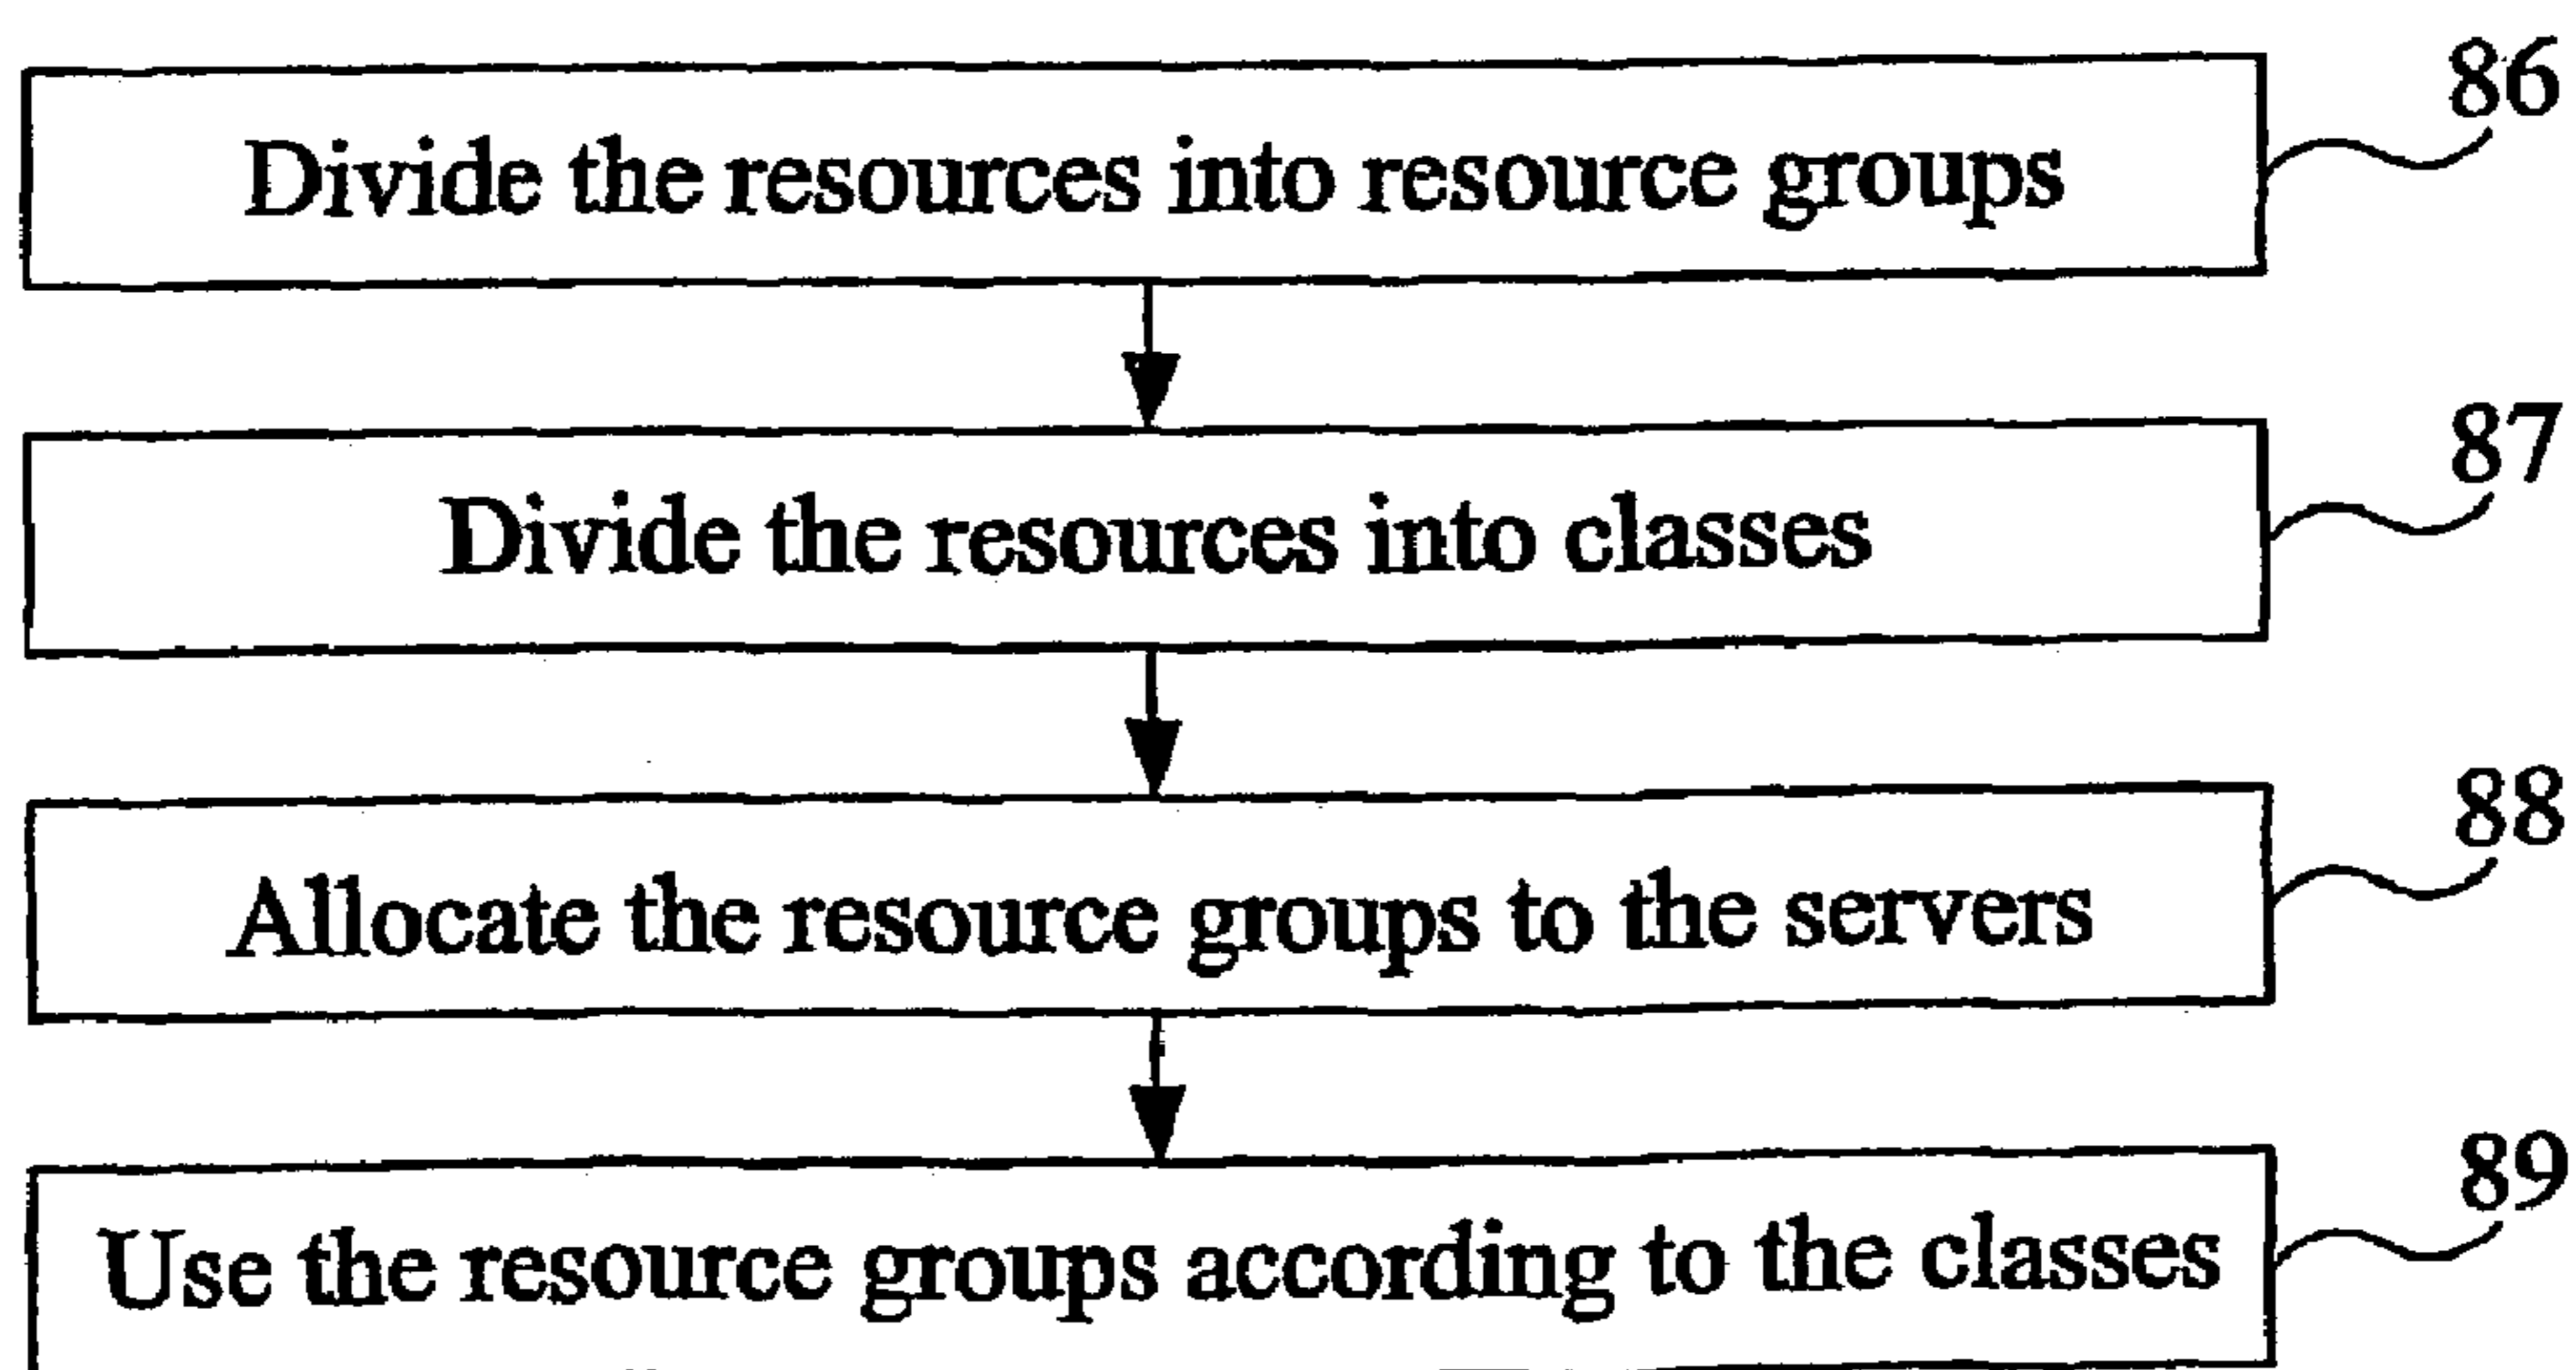 86
Divide the resources into resource groups
87
Divide the resources into classes
88
Allocate the resource groups to the servers
89
Use the resource groups according to the classes